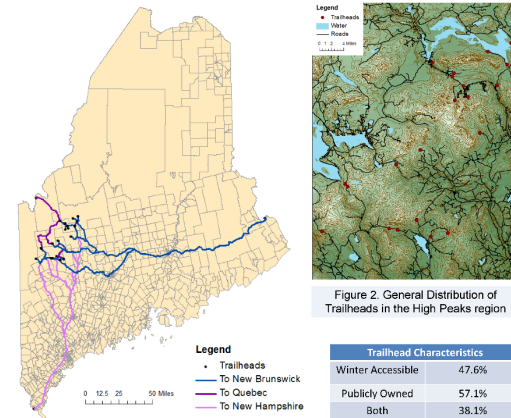 Legend
Trailheads
To New Brunswick
To Quebec
To New Hampshire
0 12.5 25 50 Miles
Legend
Trailheads
Water
Roads
0 1 2 4 Miles
Figure 2. General Distribution of
Trailheads in the High Peaks region
Trailhead Characteristics
Winter Accessible 47.6%
Publicly Owned 57.1%
Both 38.1%